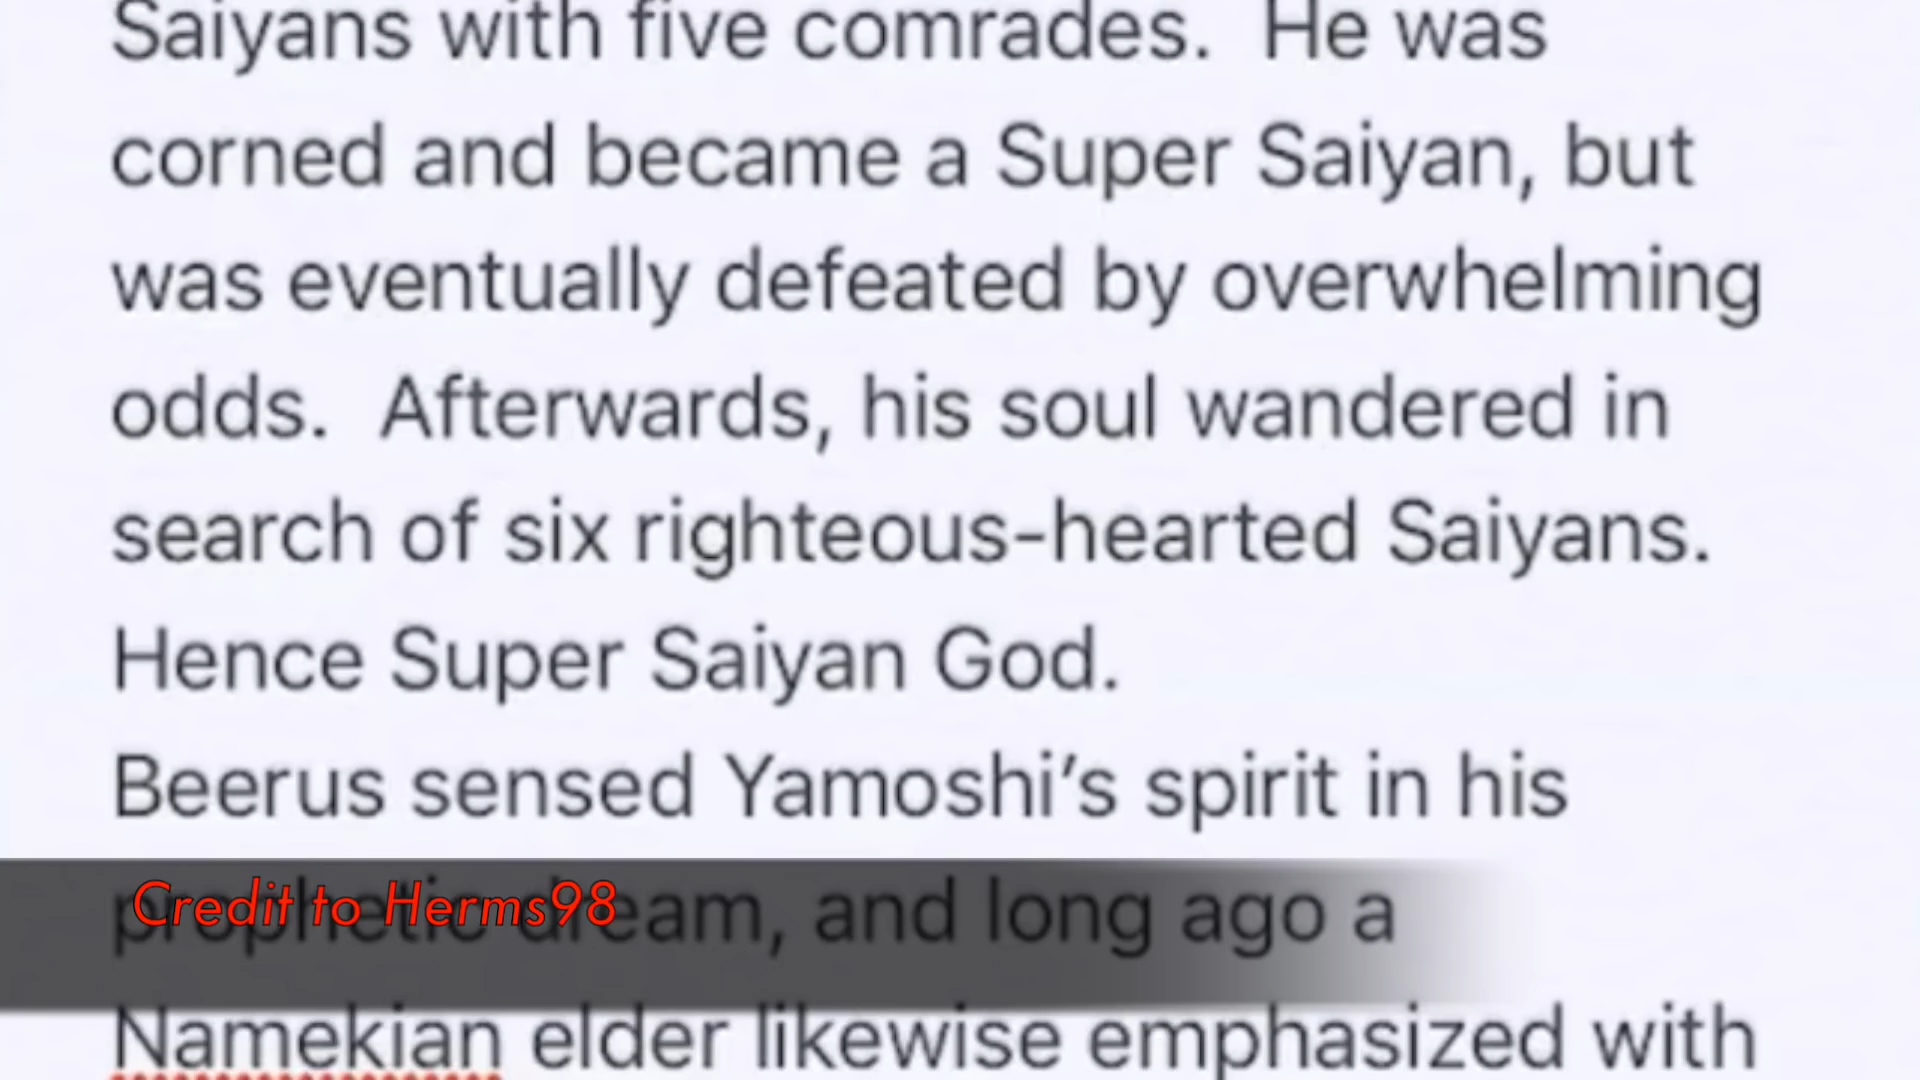 Saiyans with five comrades.  He was
corned and became a Super Saiyan, but
was eventually defeated by overwhelming
odds.  Afterwards, his soul wandered in
search of six righteous-hearted Saiyans.
Hence Super Saiyan God.
Beerus sensed Yamoshi’s spirit in his
prophetic dream, and long ago a
Credit to Herms98
Namekian elder likewise emphasized with